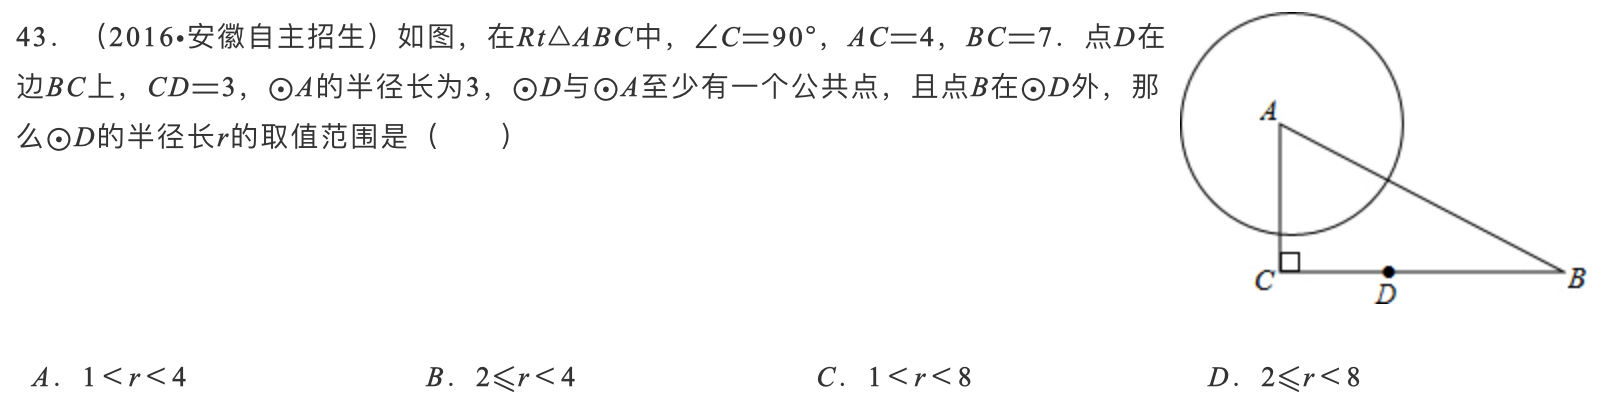 43. （2016•安徽自主招生）如图，在Rt△ABC中，∠C＝90°，AC＝4，BC＝7．点D在
边BC上，CD＝3，⊙A的半径长为3，⊙D与⊙A至少有一个公共点，且点B在⊙D外，那
么⊙D的半径长r的取值范围是（　　）
A
C
D
B
A．1＜r＜4 B．2⩽r＜4 C．1＜r＜8 D．2⩽r＜8